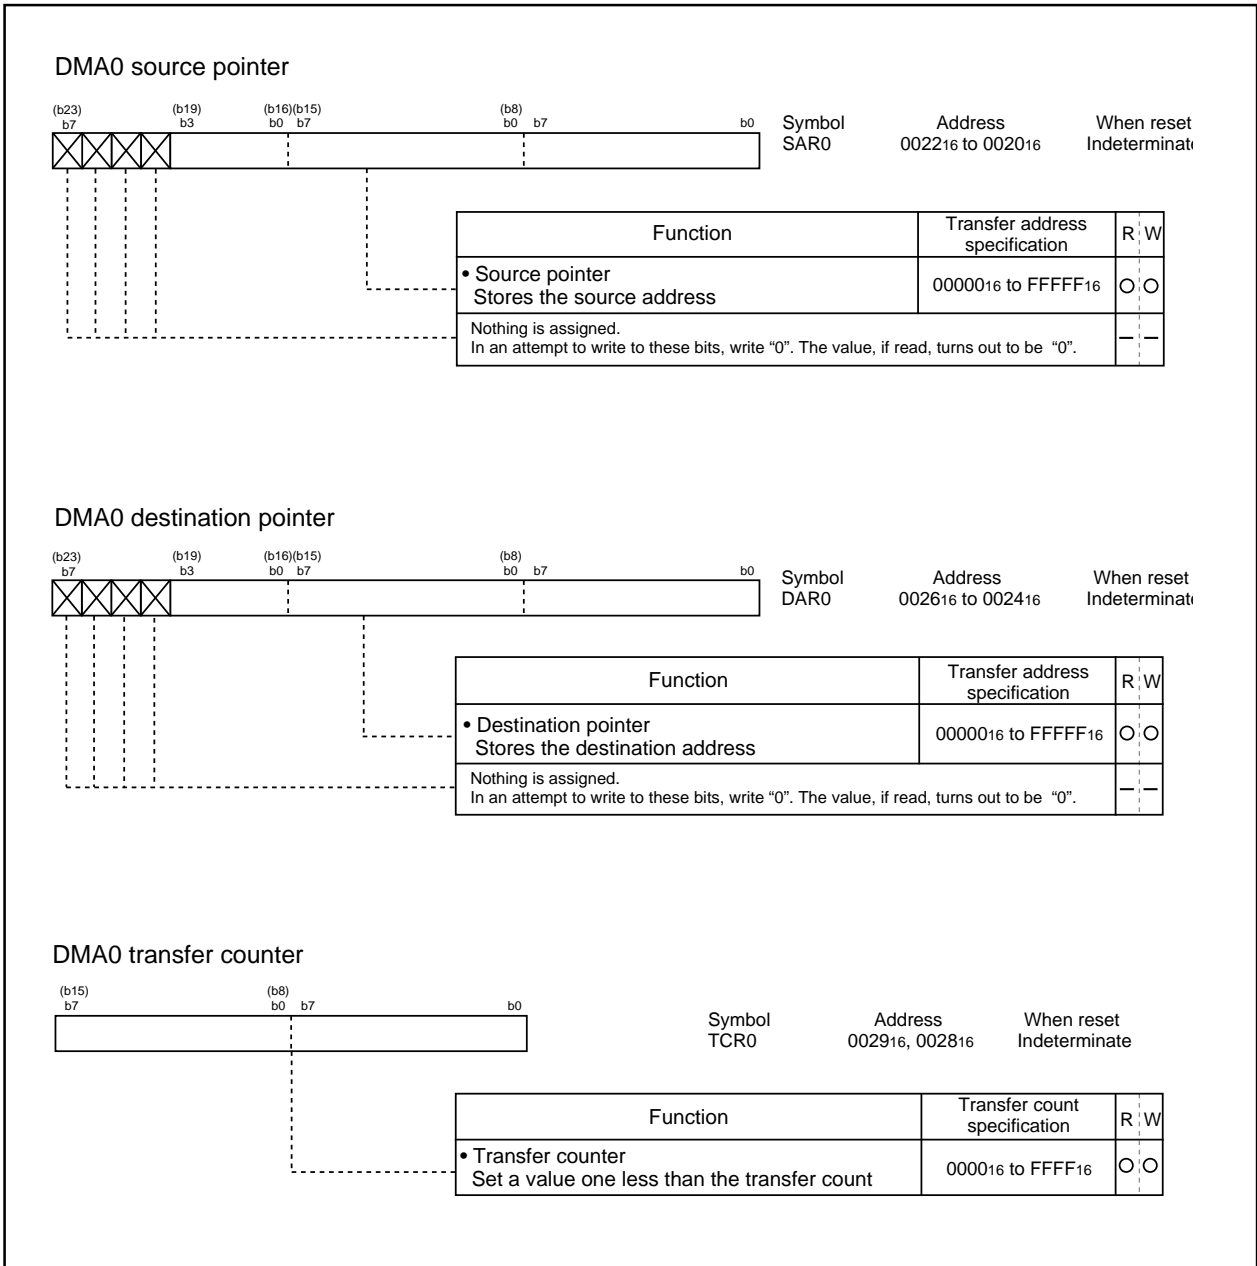 DMA0 source pointer
(b23) (b19) (b16)(b15) (b8)
b7 b3 b0 b7 b0 b7 b0
Symbol Address When reset
SAR0 002216 to 002016 Indeterminate
Function Transfer address specification R W
• Source pointer
Stores the source address 0000016 to FFFFF16
Nothing is assigned.
In an attempt to write to these bits, write “0”. The value, if read, turns out to be “0”.
DMA0 destination pointer
(b23) (b19) (b16)(b15) (b8)
b7 b3 b0 b7 b0 b7 b0
Symbol Address When reset
DAR0 002616 to 002416 Indeterminate
Function Transfer address specification R W
• Destination pointer
Stores the destination address 0000016 to FFFFF16
Nothing is assigned.
In an attempt to write to these bits, write “0”. The value, if read, turns out to be “0”.
DMA0 transfer counter
(b15) (b8)
b7 b0 b7 b0
Symbol Address When reset
TCR0 002916, 002816 Indeterminate
Function Transfer count specification R W
• Transfer counter
Set a value one less than the transfer count 000016 to FFFF16